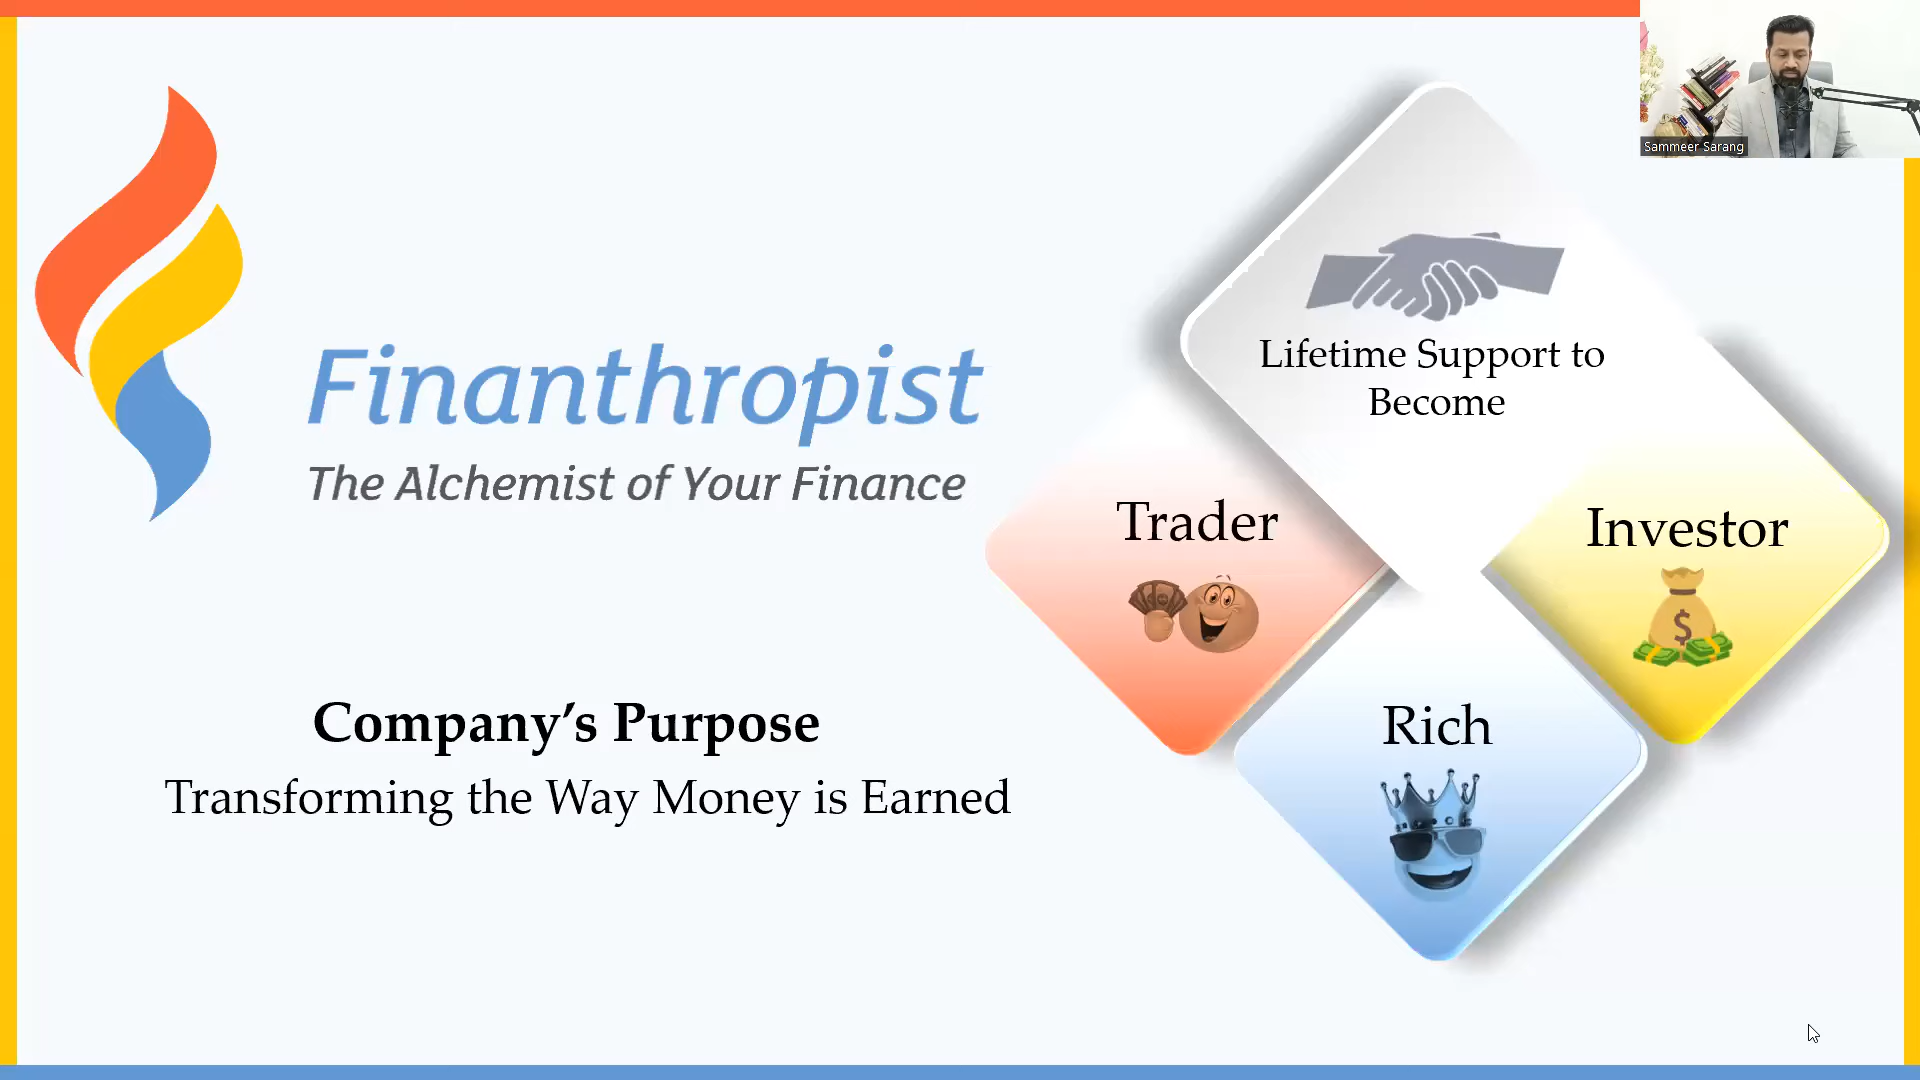 Sammeer Sarang
Finanthropist
The Alchemist of Your Finance
Lifetime Support to
Become
Trader
Investor
$
Rich
Company’s Purpose
Transforming the Way Money is Earned